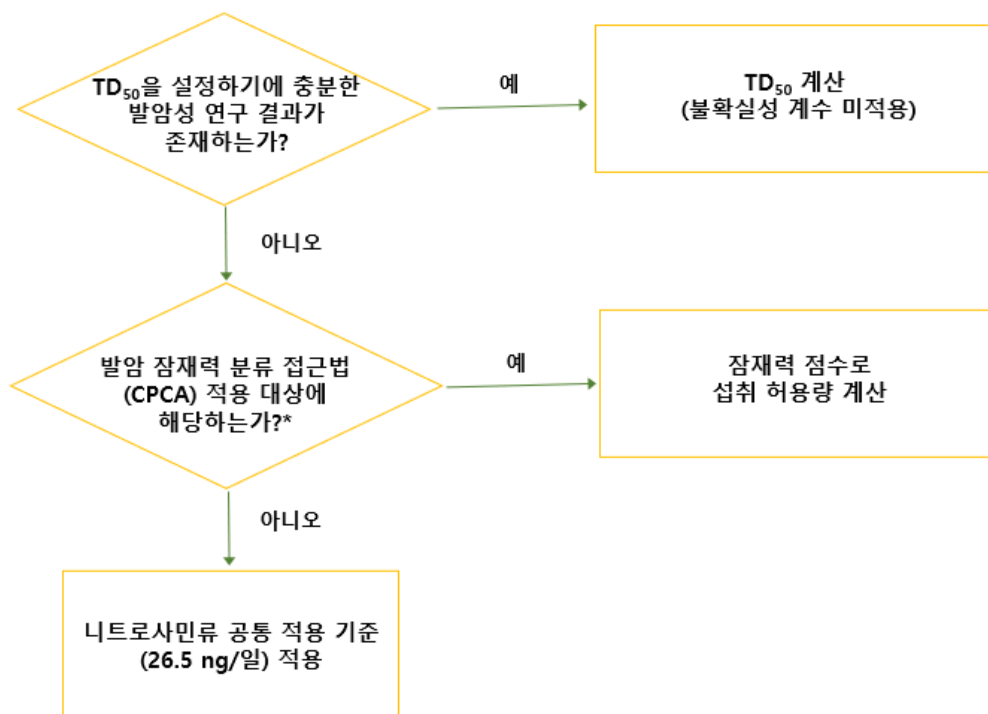 TD₅₀을 설정하기에 충분한
발암성 연구 결과가
존재하는가?
예
TD₅₀ 계산
(불확실성 계수 미적용)
아니오
발암 잠재력 분류 접근법
(CPCA) 적용 대상에
해당하는가?*
예
잠재력 점수로
섭취 허용량 계산
아니오
니트로사민류 공통 적용 기준
(26.5 ng/일) 적용